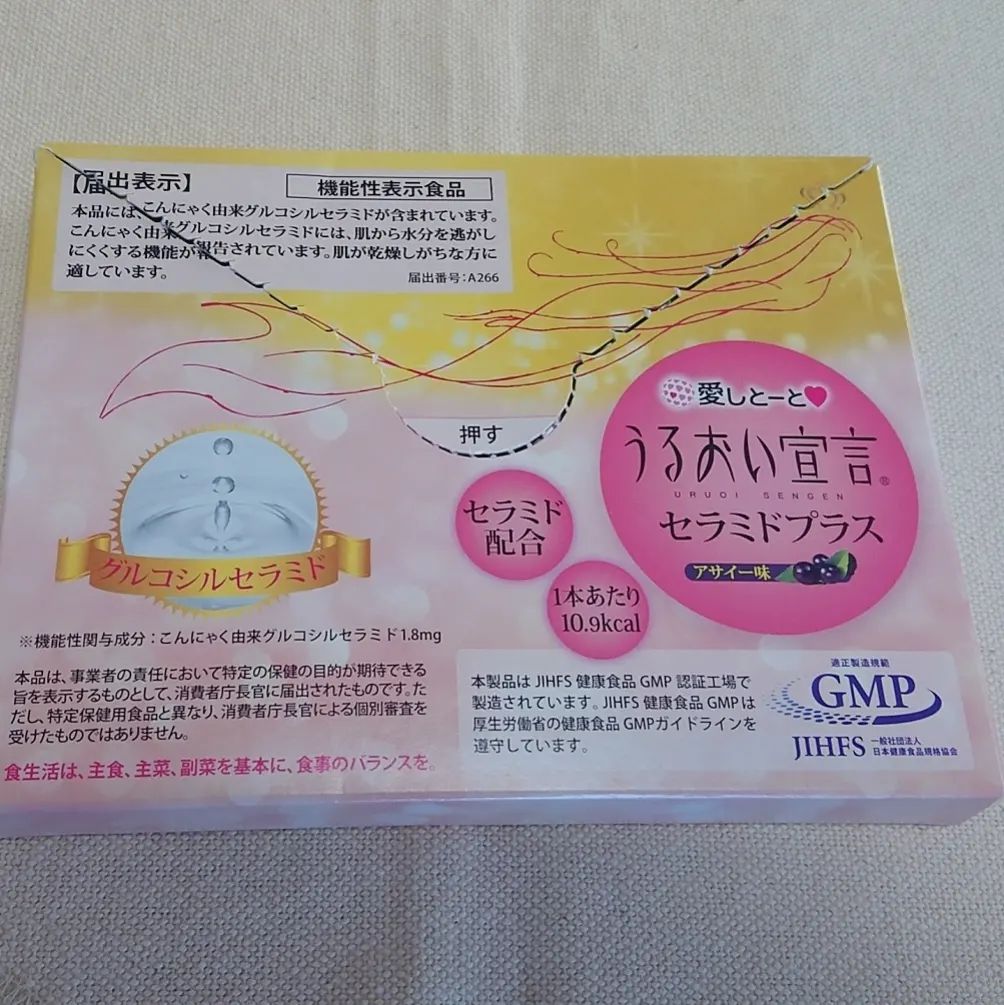 【届出表示】
機能性表示食品
本品には、こんにゃく由来グルコシルセラミドが含まれています。
こんにゃく由来グルコシルセラミドには、肌から水分を逃がし
にくくする機能が報告されています。肌が乾燥しがちな方に
適しています。
届出番号:A266
押す
愛しとーと
うるおい宣言®
URUOI SENGEN
セラミドプラス
アサイー味
セラミド
配合
1本あたり
10.9kcal
グルコシルセラミド
※機能性関与成分:こんにゃく由来グルコシルセラミド1.8mg
本品は、事業者の責任において特定の保健の目的が期待できる
旨を表示するものとして、消費者庁長官に届出されたものです。た
だし、特定保健用食品と異なり、消費者庁長官による個別審査を
受けたものではありません。
食生活は、主食、主菜、副菜を基本に、食事のバランスを。
本製品は JIHFS 健康食品 GMP 認証工場で
製造されています。JIHFS 健康食品 GMP は
厚生労働省の健康食品 GMPガイドラインを
遵守しています。
適正製造規範
GMP
JIHFS
一般社団法人
日本健康食品規格協会